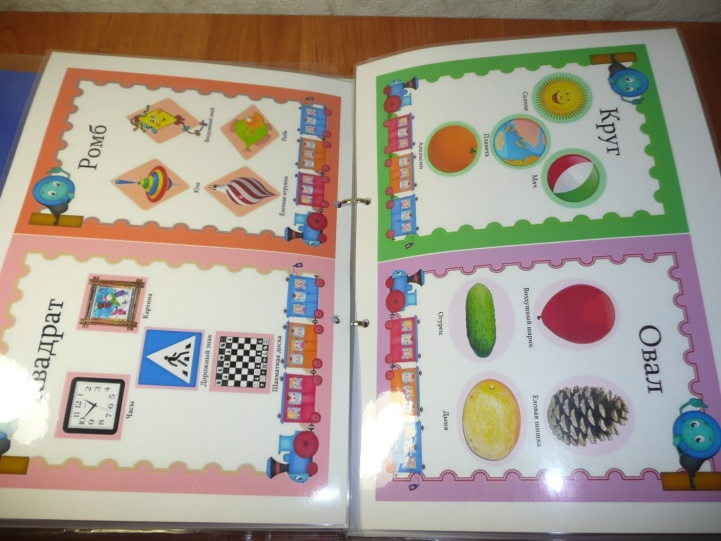 Ромб
Воздушный змей
Рыба
Юла
Ёлочная игрушка
Квадрат
Картина
Дорожный знак
Шахматная доска
Часы
Круг
Солнце
Планета
Апельсин
Мяч
Овал
Воздушный шарик
Огурец
Еловая шишка
Дыня